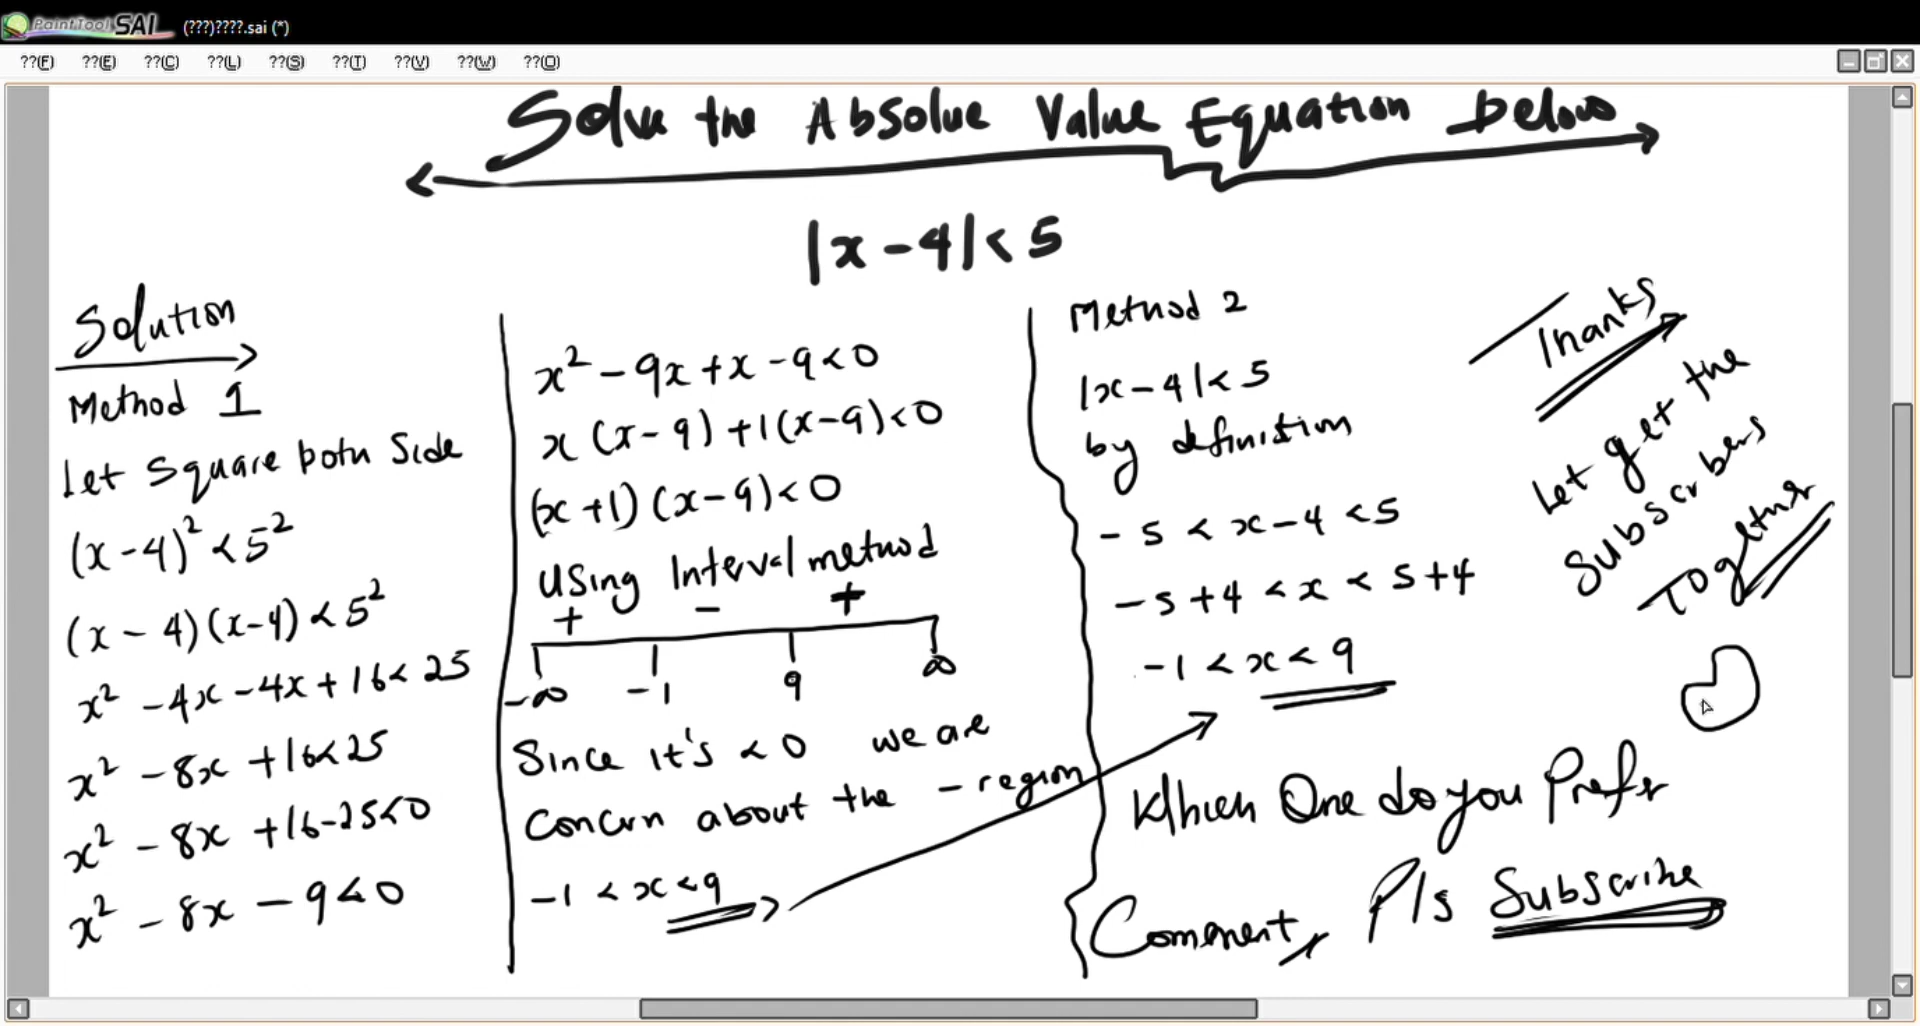 PaintTool SAI (???)????.sai (*)
??(F) ??(E) ??(C) ??(L) ??(S) ??(T) ??(V) ??(W) ??(O)
Solve the Absolue Value Equation below
|x-4|<5
Solution
Method 1
Let Square both Side
(x-4)²<5²
(x-4)(x-4)<5²
x²-4x-4x+16<25
x²-8x+16<25
x²-8x+16-25<0
x²-8x-9<0
x²-9x+x-9<0
x(x-9)+1(x-9)<0
(x+1)(x-9)<0
Using Interval method
+ - +
-∞ -1 9 ∞
Since it's <0 we are
Concern about the - region
-1<x<9
Method 2
|x-4|<5
by definition
-5<x-4<5
-5+4<x<5+4
-1<x<9
Thanks
Let get the
Subscribers
Together
Which One do you Prefer
Comment, Pls Subscribe